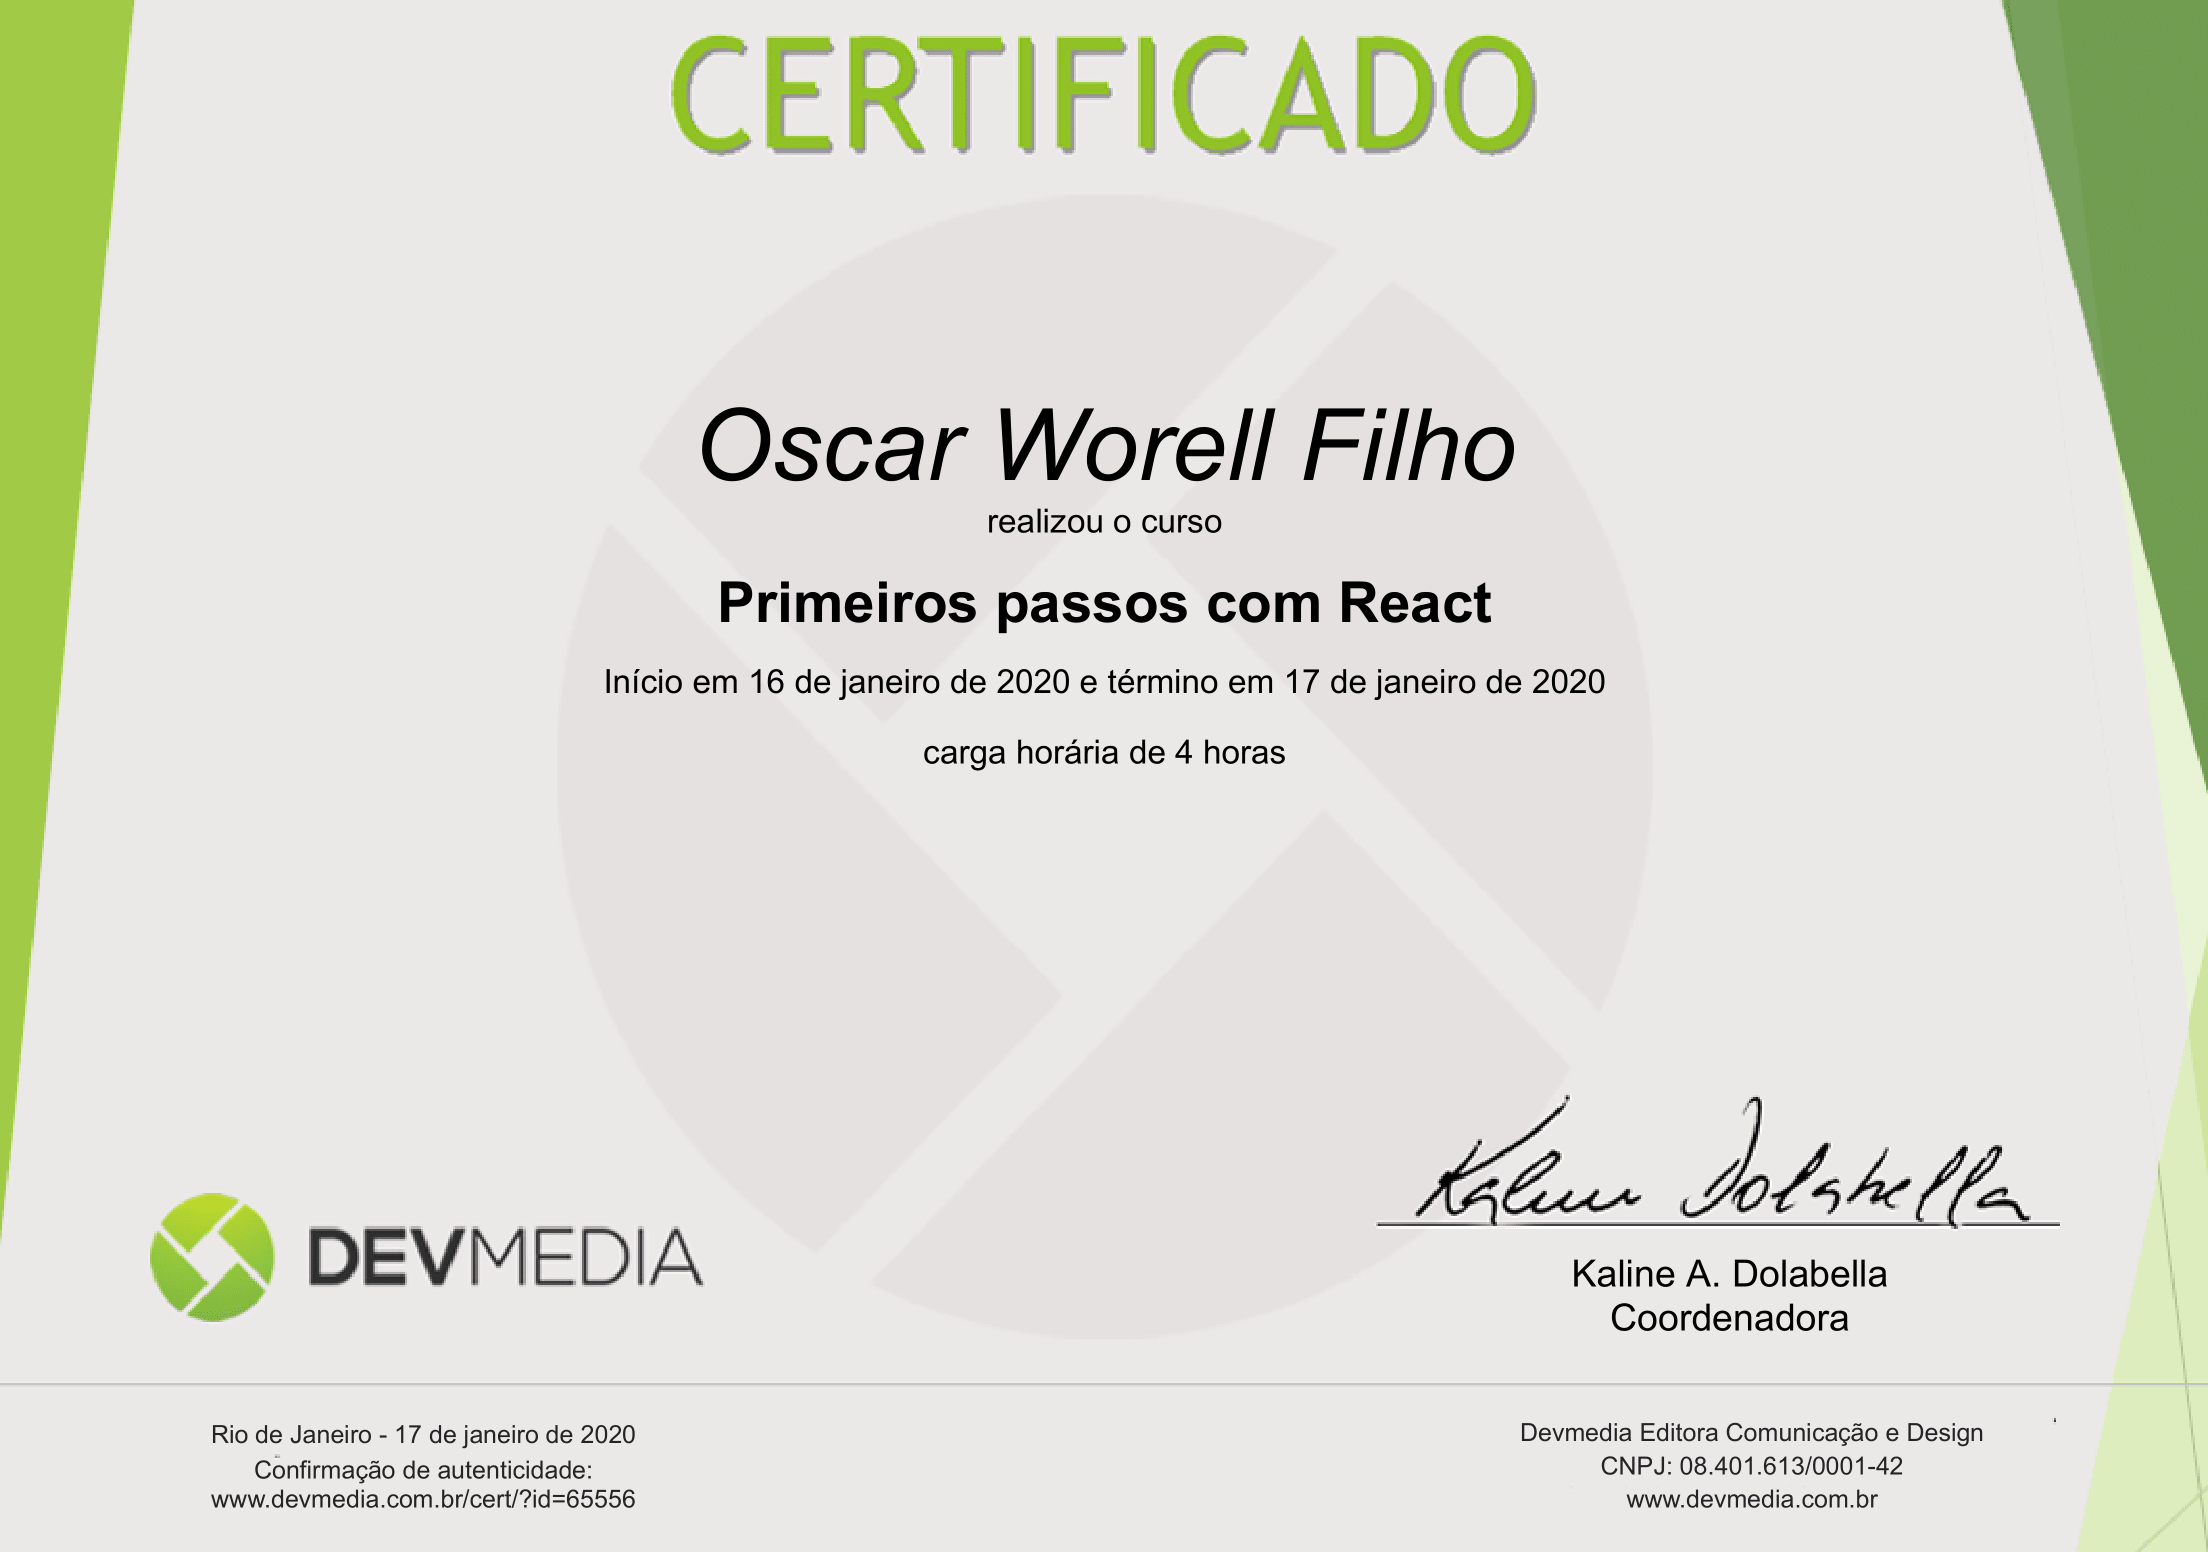 CERTIFICADO
Oscar Worell Filho
realizou o curso
Primeiros passos com React
Início em 16 de janeiro de 2020 e término em 17 de janeiro de 2020
carga horária de 4 horas
Kaline Dolabella
DEVMEDIA
Kaline A. Dolabella
Coordenadora
Rio de Janeiro - 17 de janeiro de 2020
Confirmação de autenticidade:
www.devmedia.com.br/cert/?id=65556
Devmedia Editora Comunicação e Design
CNPJ: 08.401.613/0001-42
www.devmedia.com.br